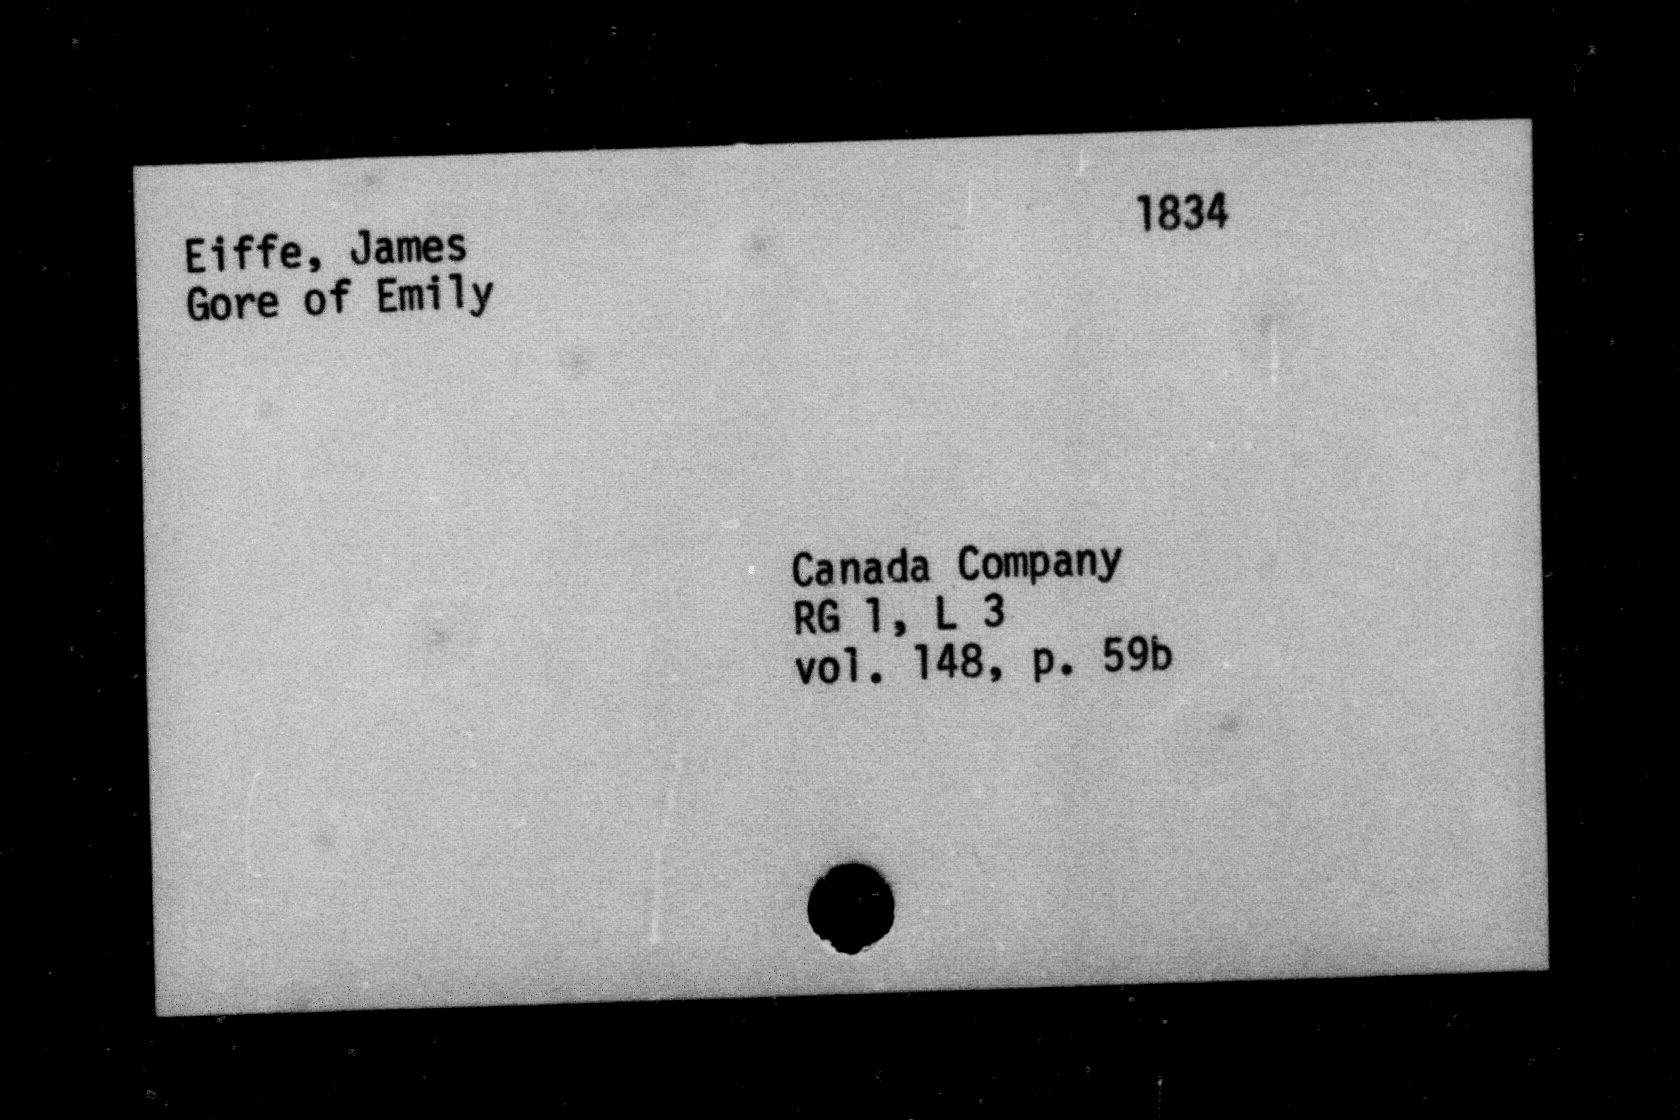 1834
Eiffe, James
Gore of Emily
Canada Company
RG 1, L 3
vol. 148, p. 59b